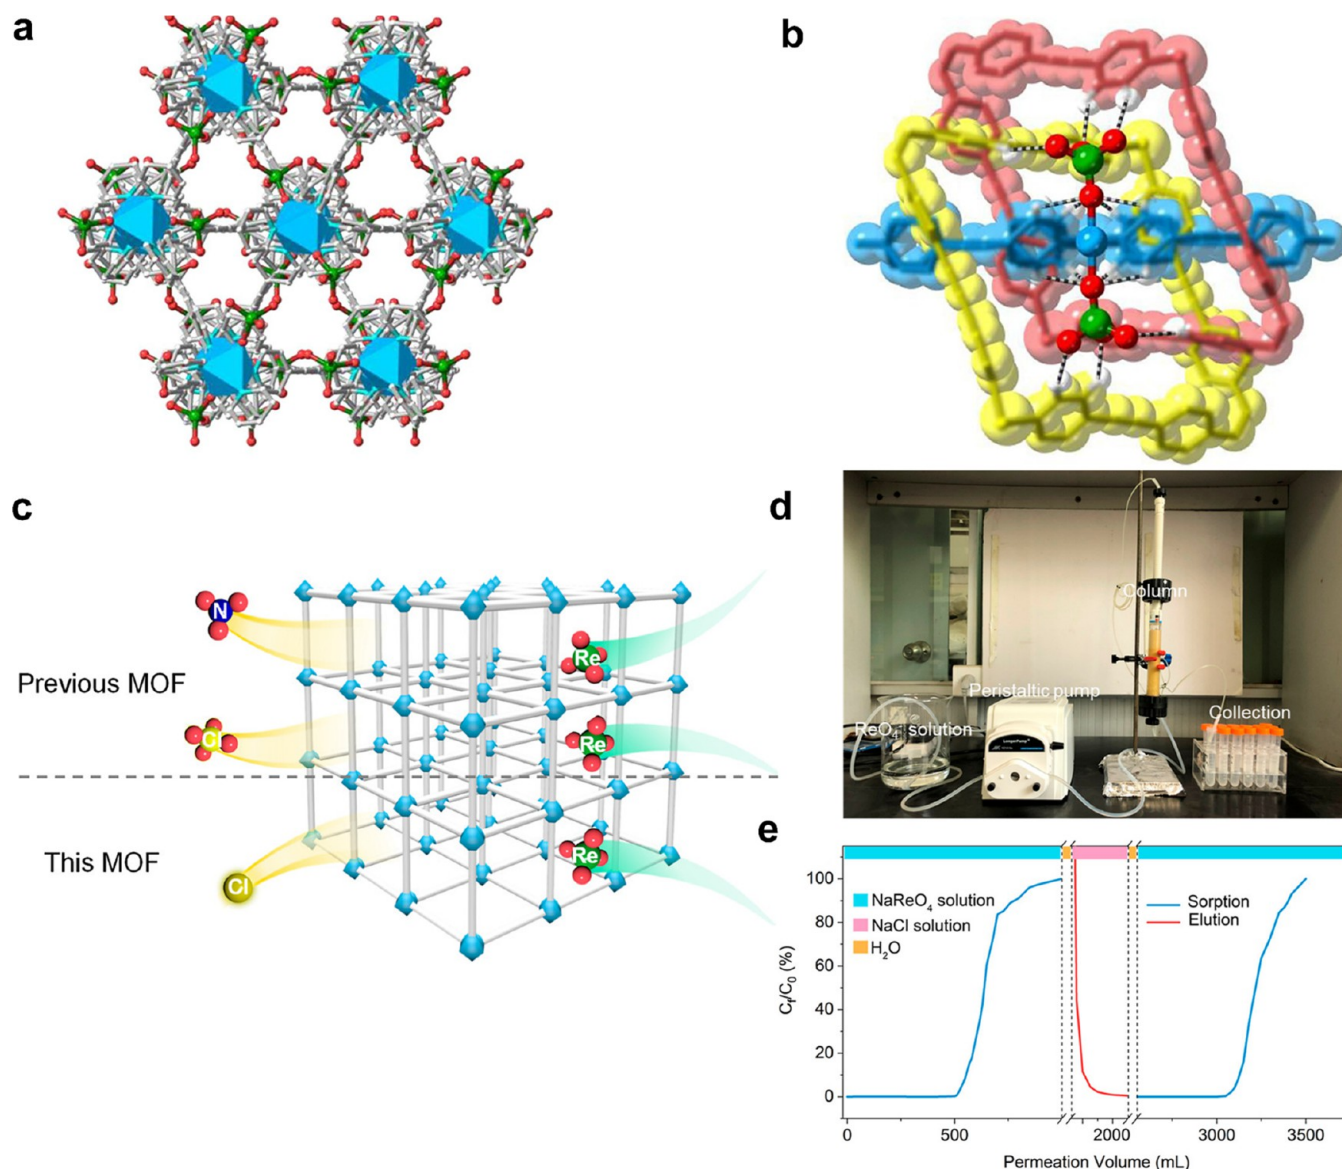 a
b
c
N
Previous MOF
Re
Cl
Re
This MOF
Cl
Re
d
Column
Peristaltic pump
ReO₄⁻ solution
Collection
e
NaReO₄ solution
NaCl solution
H₂O
Sorption
Elution
Cf/C₀ (%)
100
80
60
40
20
0
0
500
2000
3000
3500
Permeation Volume (mL)